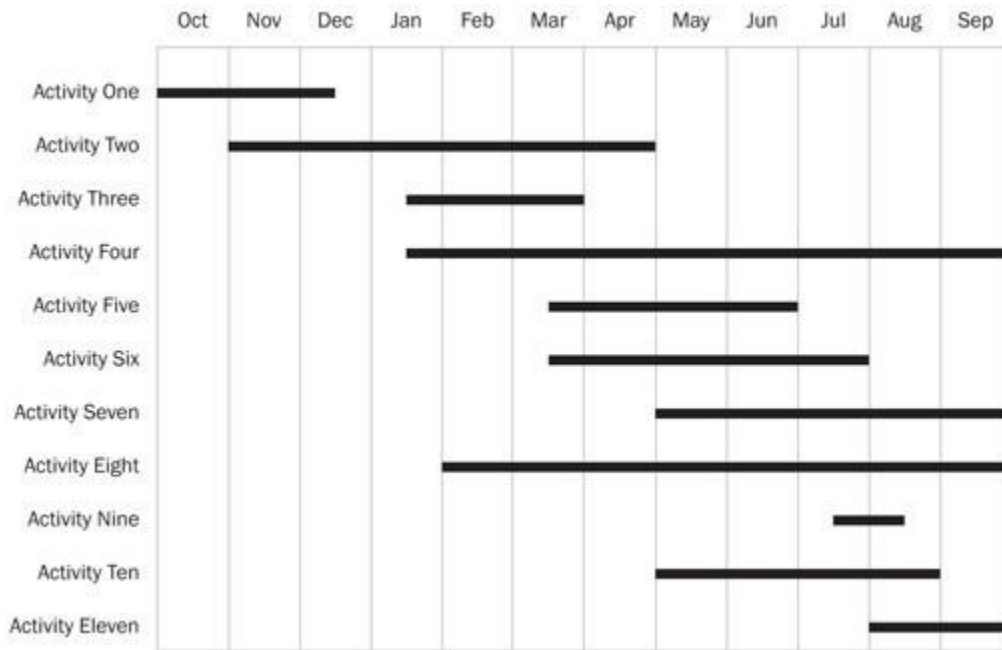 Oct Nov Dec Jan Feb Mar Apr May Jun Jul Aug Sep
Activity One
Activity Two
Activity Three
Activity Four
Activity Five
Activity Six
Activity Seven
Activity Eight
Activity Nine
Activity Ten
Activity Eleven